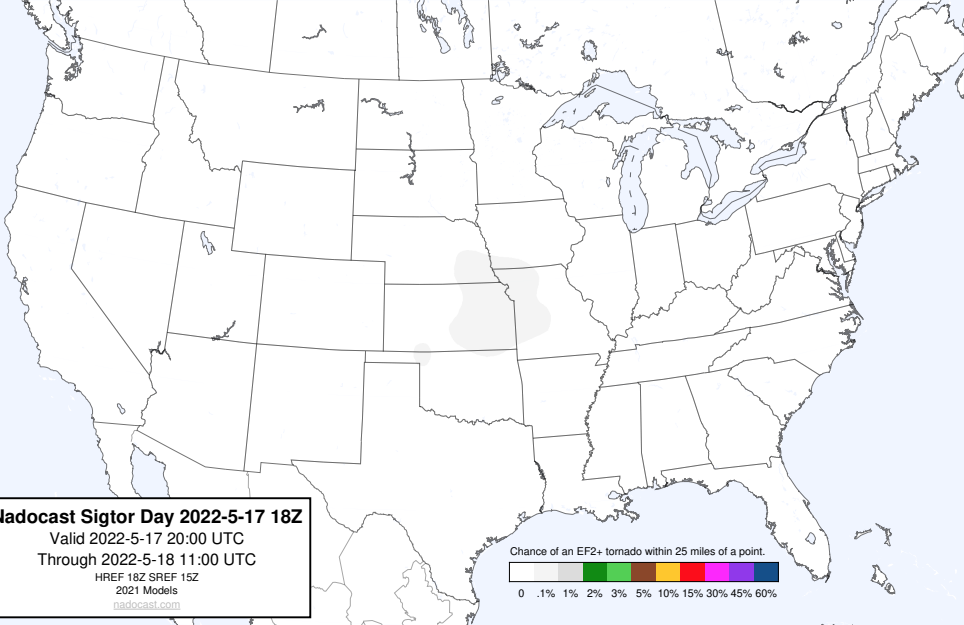 Nadocast Sigtor Day 2022-5-17 18Z
Valid 2022-5-17 20:00 UTC
Through 2022-5-18 11:00 UTC
HREF 18Z SREF 15Z
2021 Models
nadocast.com
Chance of an EF2+ tornado within 25 miles of a point.
0 .1% 1% 2% 3% 5% 10% 15% 30% 45% 60%